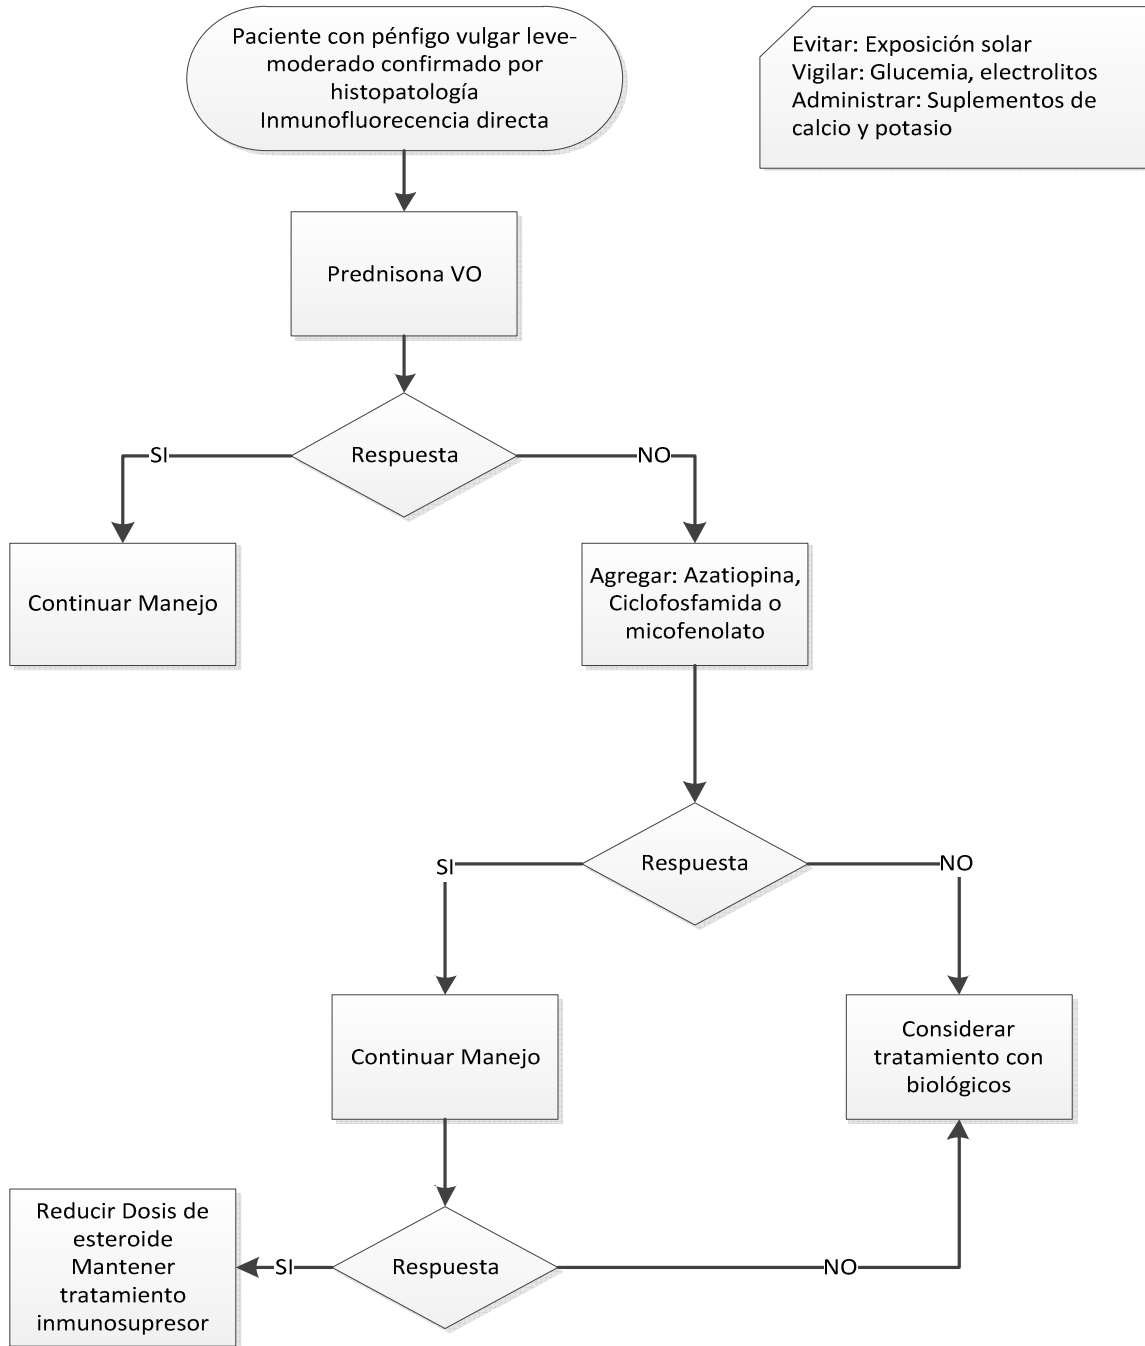 Paciente con pénfigo vulgar leve-
moderado confirmado por
histopatología
Inmunofluorecencia directa
Evitar: Exposición solar
Vigilar: Glucemia, electrolitos
Administrar: Suplementos de
calcio y potasio
Prednisona VO
Respuesta
SI
NO
Continuar Manejo
Agregar: Azatiopina,
Ciclofosfamida o
micofenolato
Respuesta
SI
NO
Continuar Manejo
Considerar
tratamiento con
biológicos
Respuesta
SI
NO
Reducir Dosis de
esteroide
Mantener
tratamiento
inmunosupresor